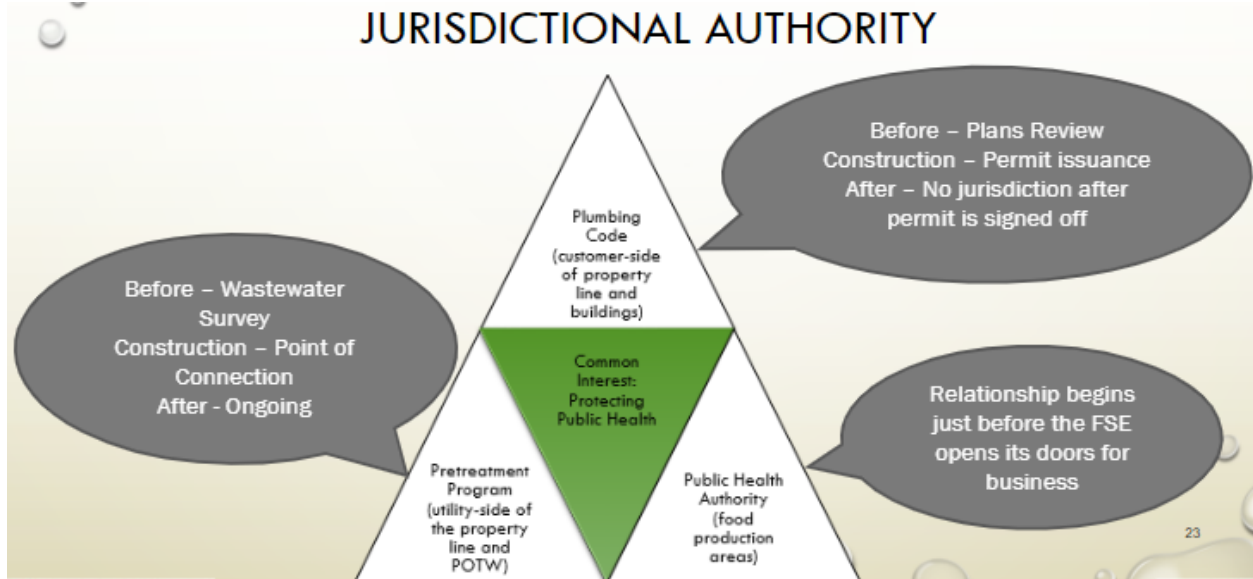 JURISDICTIONAL AUTHORITY
Before – Plans Review
Construction – Permit issuance
After – No jurisdiction after
permit is signed off
Plumbing
Code
(customer-side
of property
line and
buildings)
Before – Wastewater
Survey
Construction – Point of
Connection
After - Ongoing
Common
Interest:
Protecting
Public Health
Relationship begins
just before the FSE
opens its doors for
business
Pretreatment
Program
(utility-side of
the property
line and
POTW)
Public Health
Authority
(food
production
areas)
23